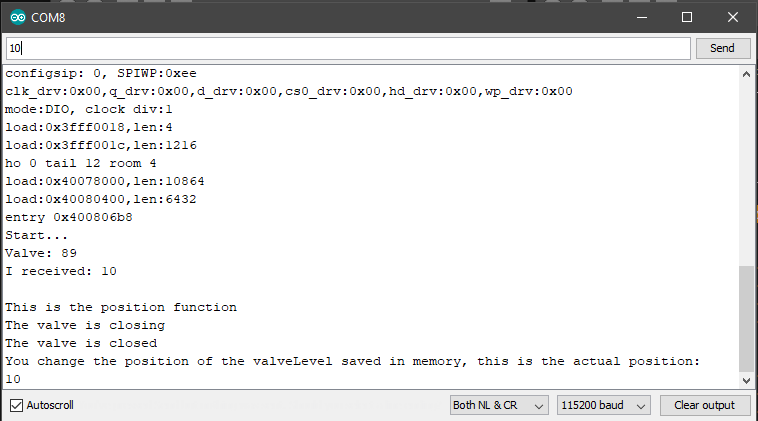 COM8
10
Send
configsip: 0, SPIWP:0xee
clk_drv:0x00,q_drv:0x00,d_drv:0x00,cs0_drv:0x00,hd_drv:0x00,wp_drv:0x00
mode:DIO, clock div:1
load:0x3fff0018,len:4
load:0x3fff001c,len:1216
ho 0 tail 12 room 4
load:0x40078000,len:10864
load:0x40080400,len:6432
entry 0x400806b8
Start...
Valve: 89
I received: 10
This is the position function
The valve is closing
The valve is closed
You change the position of the valveLevel saved in memory, this is the actual position:
10
Autoscroll
Both NL & CR
115200 baud
Clear output